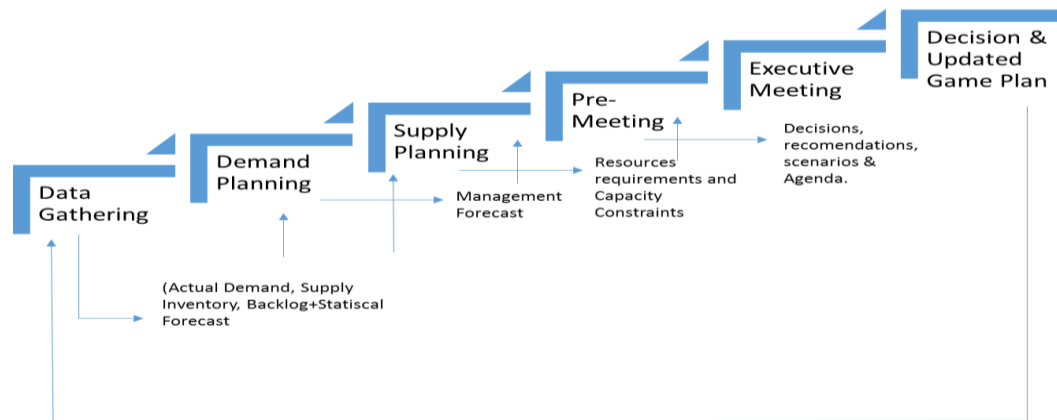 Data
Gathering
Demand
Planning
Supply
Planning
Pre-
Meeting
Executive
Meeting
Decision &
Updated
Game Plan
(Actual Demand, Supply
Inventory, Backlog+Statiscal
Forecast
Management
Forecast
Resources
requirements and
Capacity
Constraints
Decisions,
recomendations,
scenarios &
Agenda.